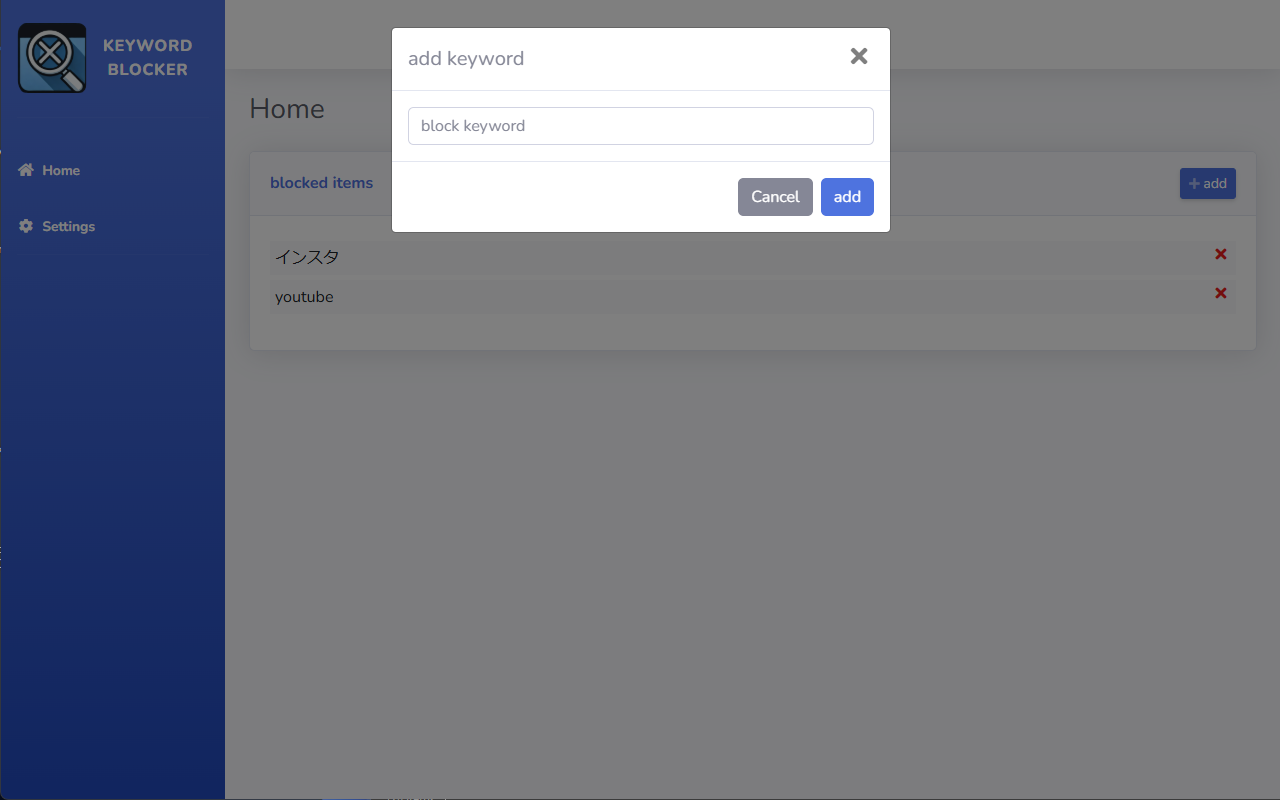 KEYWORD
BLOCKER
Home
Settings
add keyword
block keyword
Cancel
add
Home
blocked items
add
インスタ
youtube